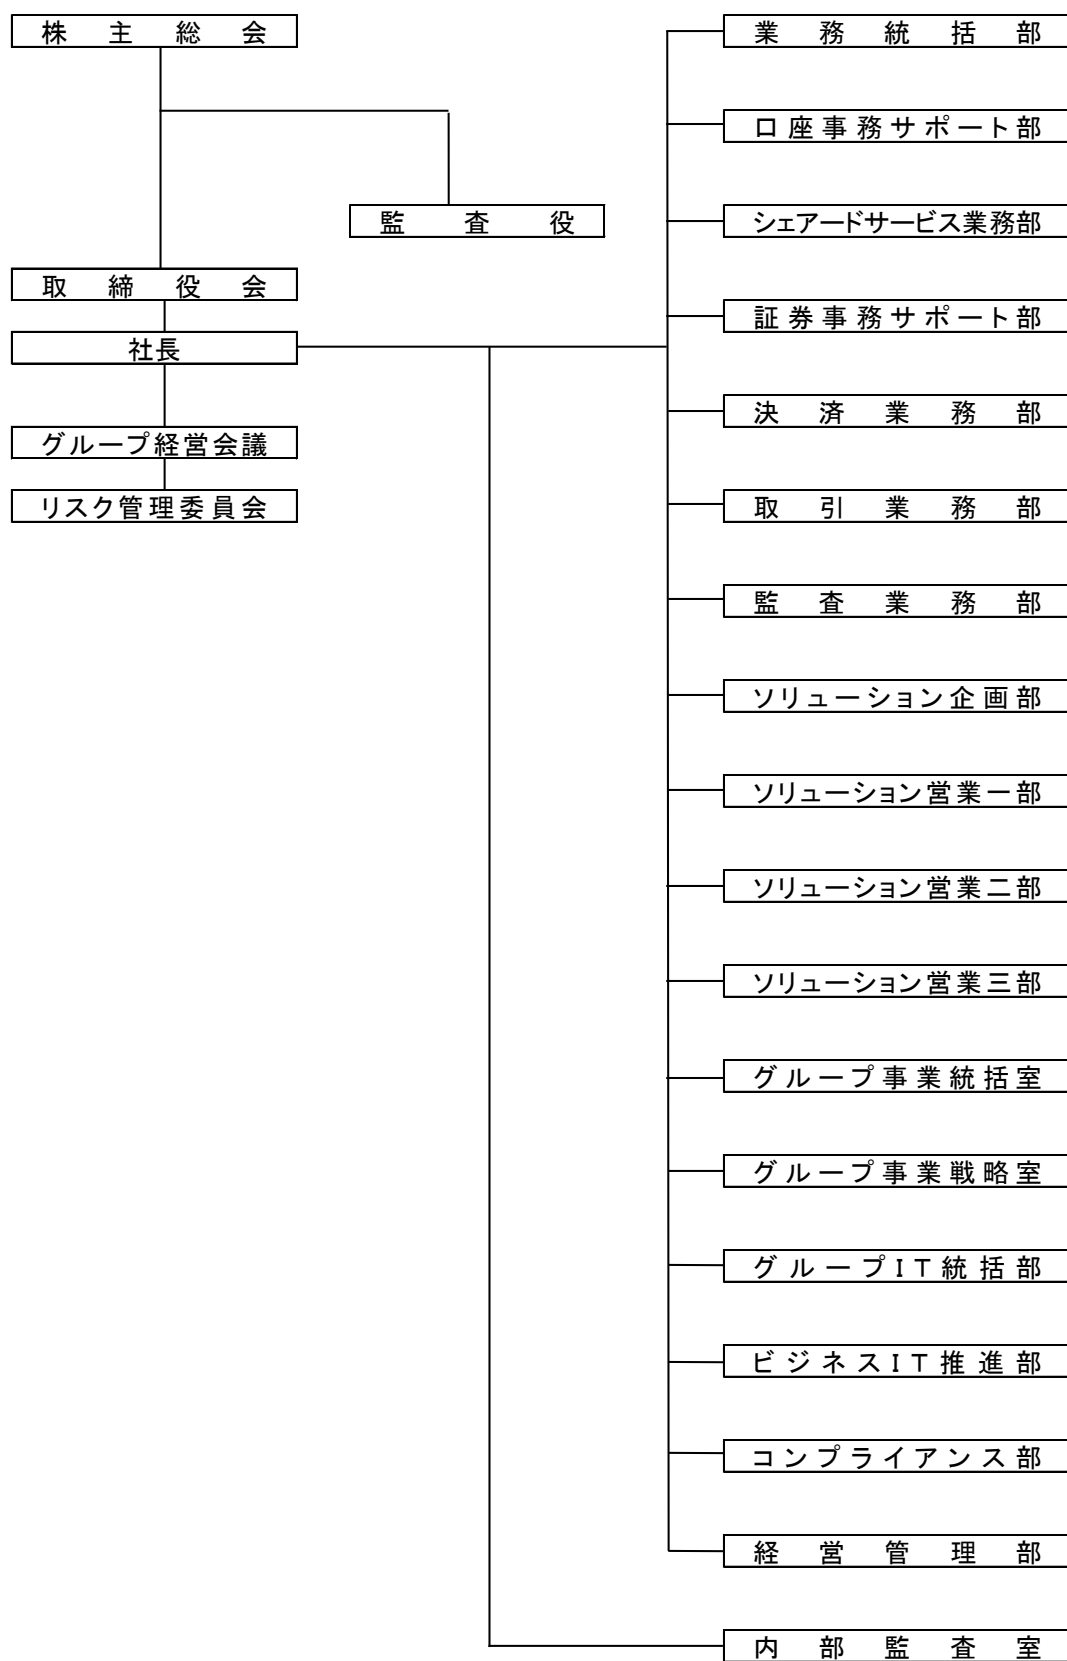 株主総会
監査役
取締役会
社長
グループ経営会議
リスク管理委員会
業務統括部
口座事務サポート部
シェアードサービス業務部
証券事務サポート部
決済業務部
取引業務部
監査業務部
ソリューション企画部
ソリューション営業一部
ソリューション営業二部
ソリューション営業三部
グループ事業統括室
グループ事業戦略室
グループIT統括部
ビジネスIT推進部
コンプライアンス部
経営管理部
内部監査室